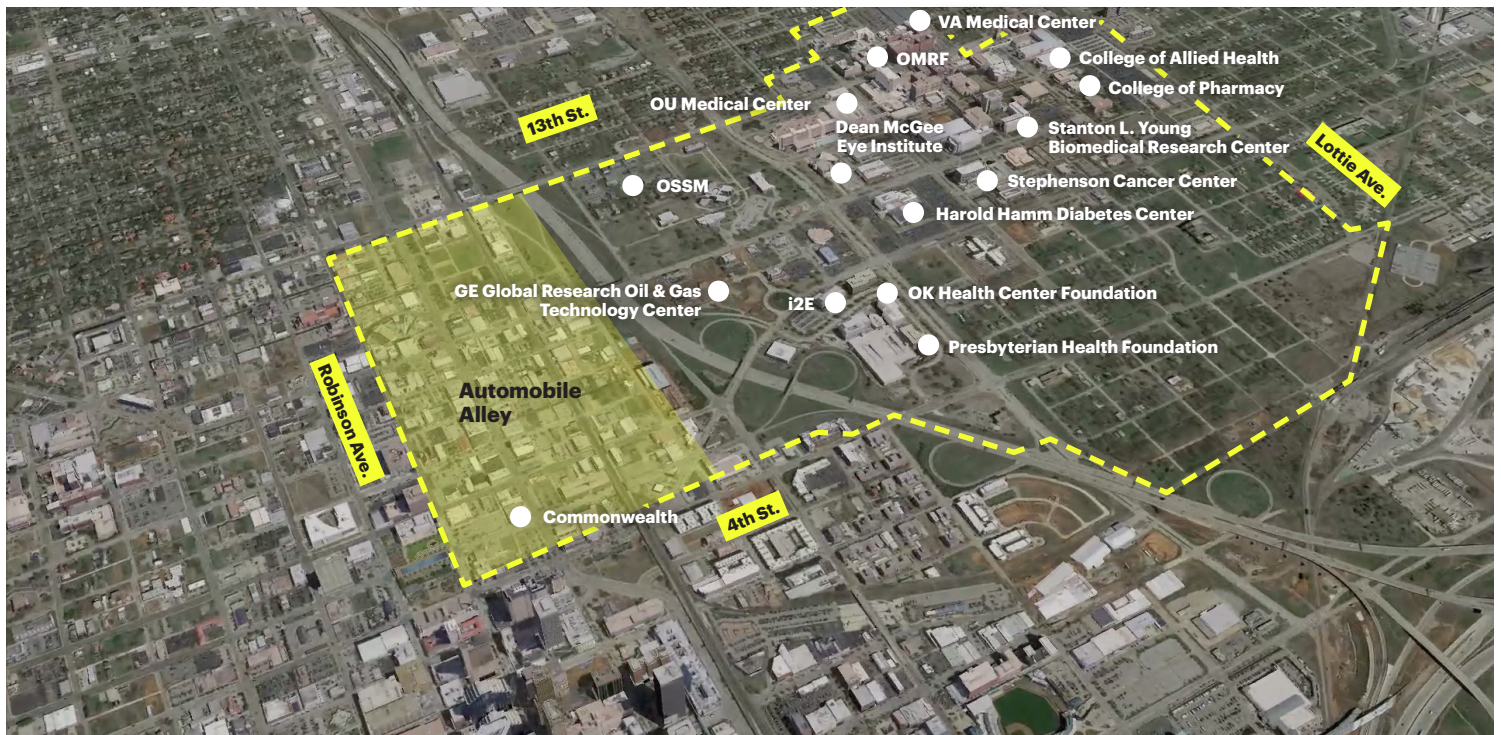 VA Medical Center
OMRF
College of Allied Health
College of Pharmacy
OU Medical Center
13th St.
Dean McGee
Eye Institute
Stanton L. Young
Biomedical Research Center
Lottie Ave.
OSSM
Stephenson Cancer Center
Harold Hamm Diabetes Center
GE Global Research Oil & Gas
Technology Center
i2E
OK Health Center Foundation
Presbyterian Health Foundation
Robinson Ave.
Automobile
Alley
Commonwealth
4th St.